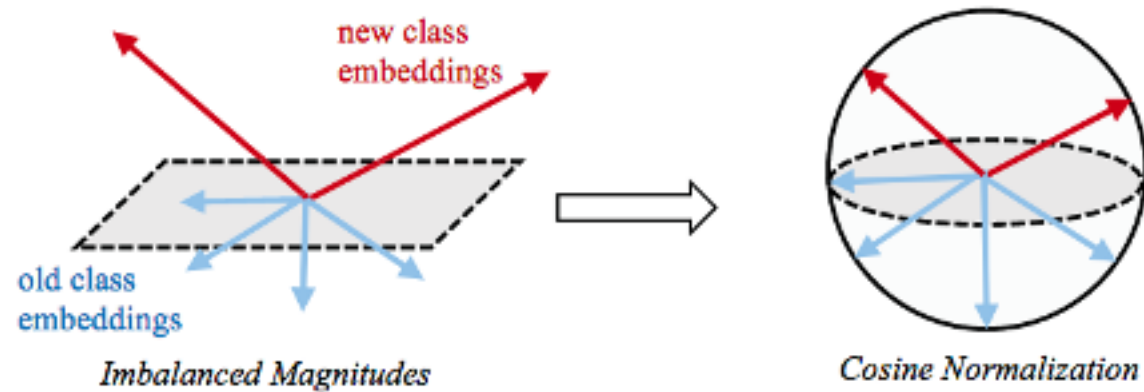 new class
embeddings
old class
embeddings
Imbalanced Magnitudes
Cosine Normalization